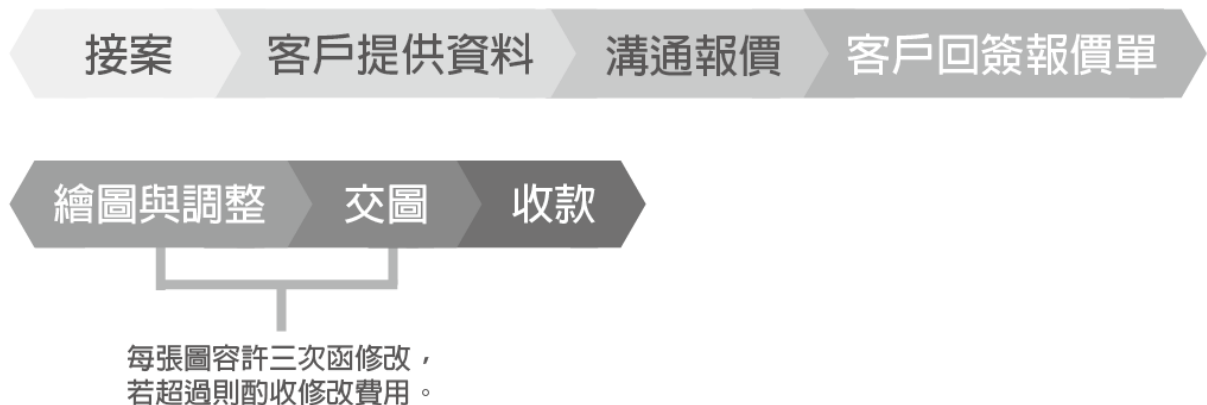 接案 客戶提供資料 溝通報價 客戶回簽報價單
繪圖與調整 交圖 收款
每張圖容許三次函修改，
若超過則酌收修改費用。